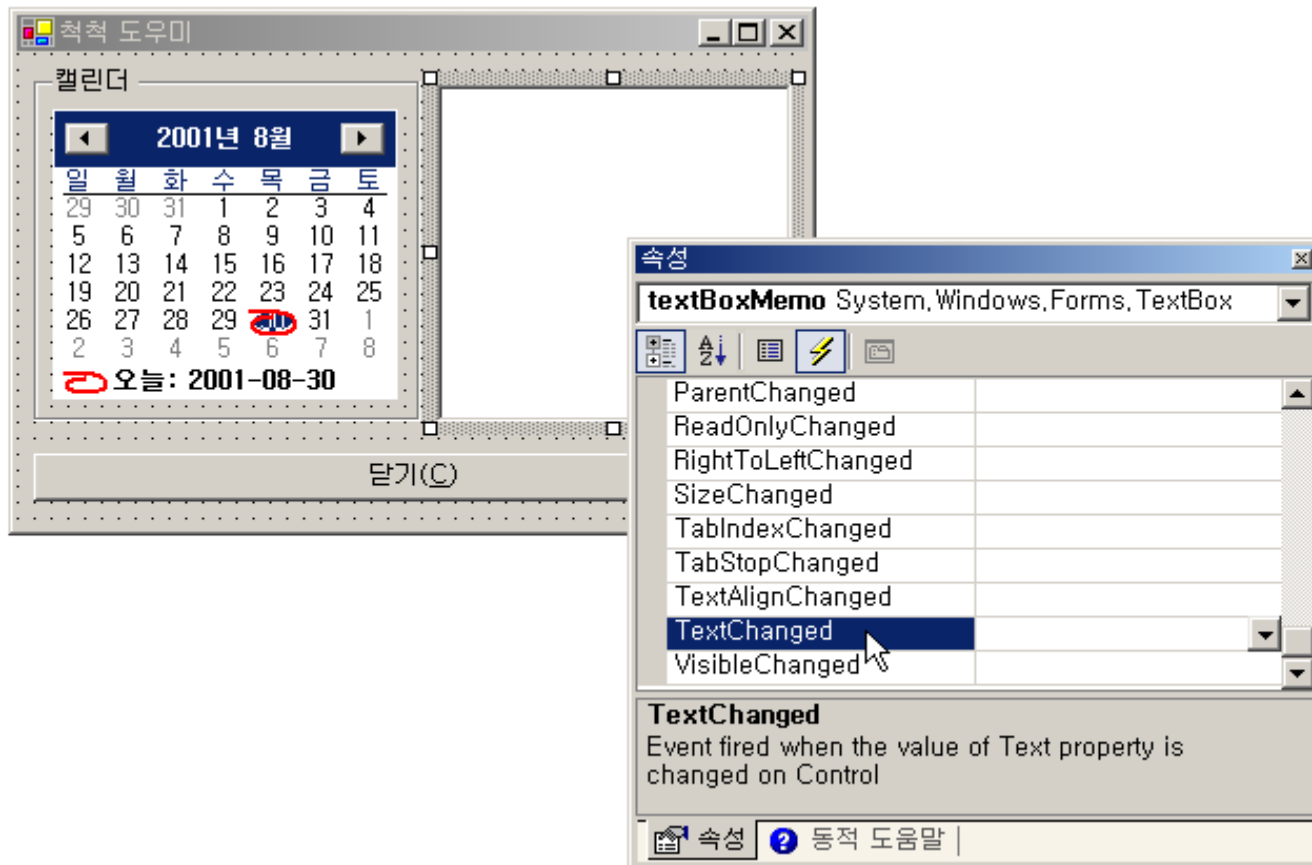 척척 도우미
캘린더
2001년 8월
일 월 화 수 목 금 토
29 30 31 1 2 3 4
5 6 7 8 9 10 11
12 13 14 15 16 17 18
19 20 21 22 23 24 25
26 27 28 29 30 31 1
2 3 4 5 6 7 8
오늘: 2001-08-30
닫기(C)
속성
textBoxMemo System,Windows,Forms,TextBox
ParentChanged
ReadOnlyChanged
RightToLeftChanged
SizeChanged
TabIndexChanged
TabStopChanged
TextAlignChanged
TextChanged
VisibleChanged
TextChanged
Event fired when the value of Text property is
changed on Control
속성 동적 도움말